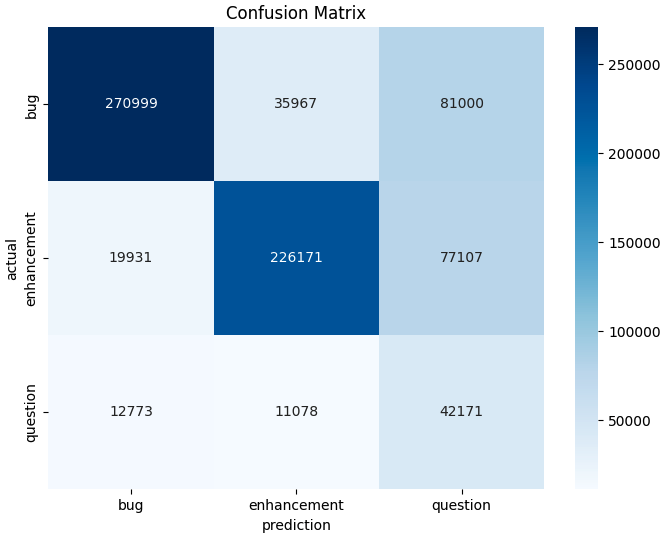 Confusion Matrix
actual
bug
270999 35967 81000
enhancement
19931 226171 77107
question
12773 11078 42171
bug enhancement question
prediction
250000
200000
150000
100000
50000